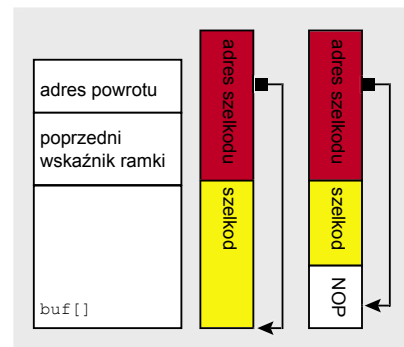 adres powrotu
poprzedni
wskaźnik ramki
buf[]
adres szelkodu
szelkod
adres szelkodu
szelkod
NOP